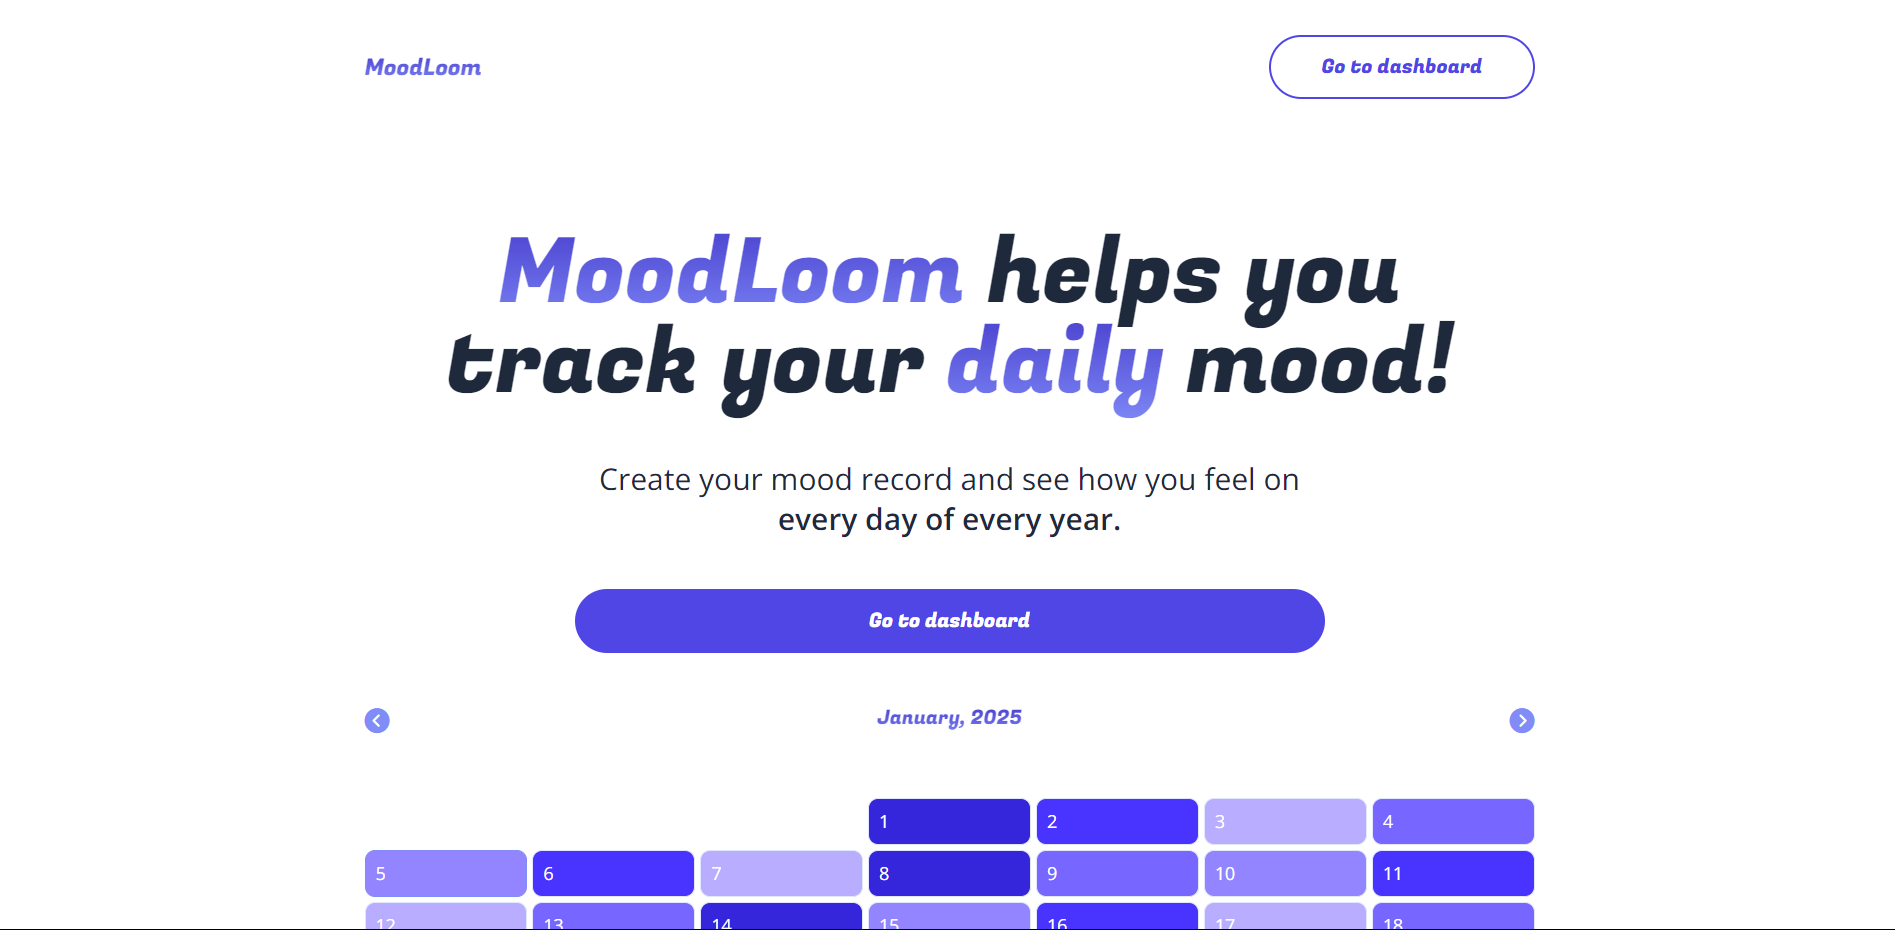 MoodLoom
Go to dashboard
MoodLoom helps you
track your daily mood!
Create your mood record and see how you feel on
every day of every year.
Go to dashboard
January, 2025
1 2 3 4
5 6 7 8 9 10 11
12 13 14 15 16 17 18